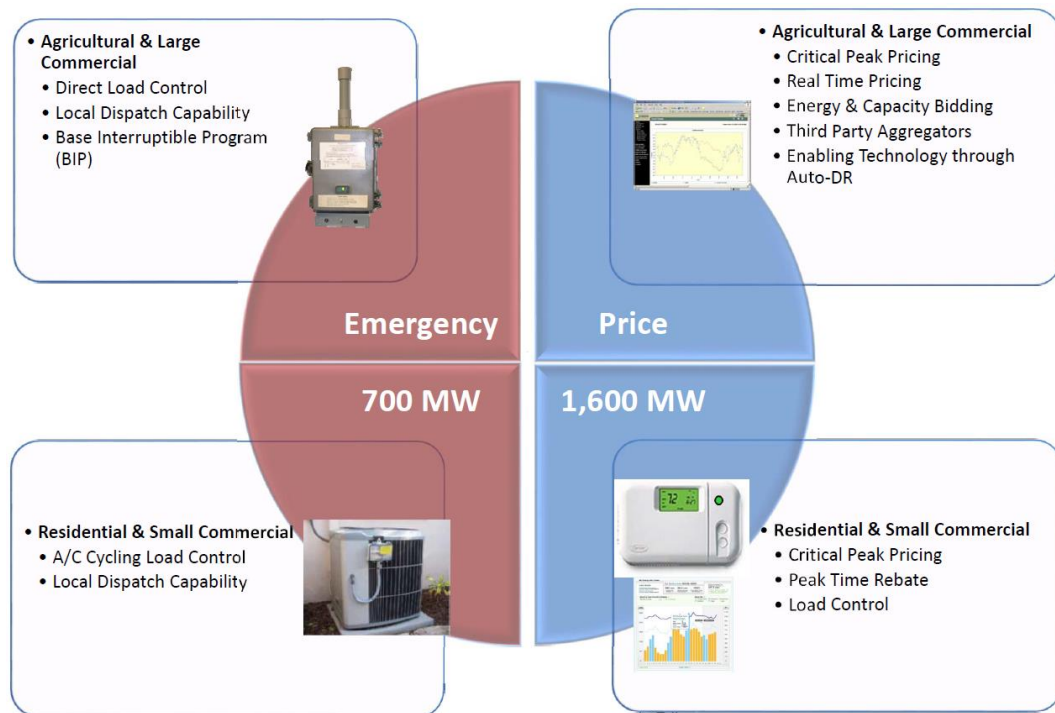 • Agricultural & Large
Commercial
• Direct Load Control
• Local Dispatch Capability
• Base Interruptible Program
(BIP)
• Agricultural & Large Commercial
• Critical Peak Pricing
• Real Time Pricing
• Energy & Capacity Bidding
• Third Party Aggregators
• Enabling Technology through
Auto-DR
Emergency
Price
700 MW
1,600 MW
• Residential & Small Commercial
• A/C Cycling Load Control
• Local Dispatch Capability
72
• Residential & Small Commercial
• Critical Peak Pricing
• Peak Time Rebate
• Load Control